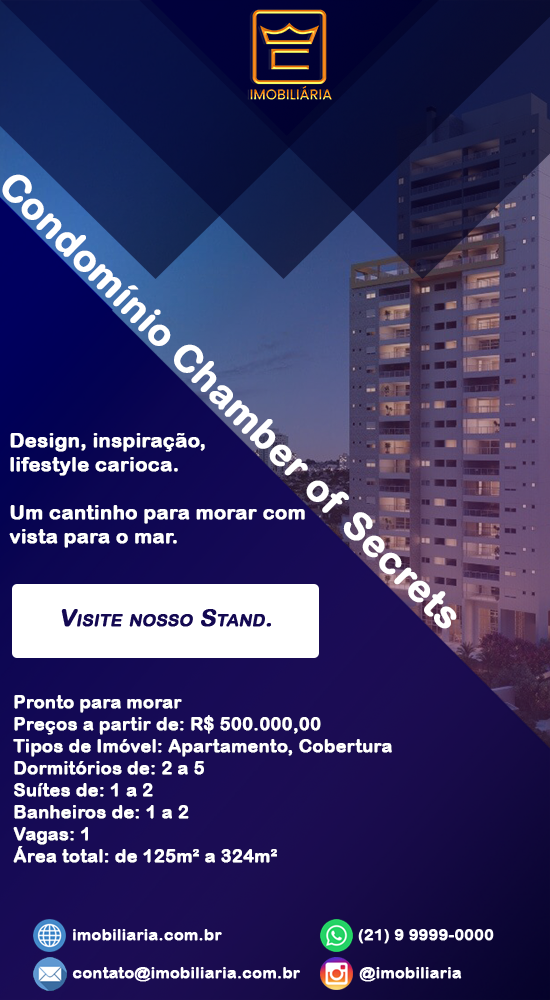 IMOBILIÁRIA
Condomínio Chamber of Secrets
Design, inspiração,
lifestyle carioca.
Um cantinho para morar com
vista para o mar.
Visite nosso Stand.
Pronto para morar
Preços a partir de: R$ 500.000,00
Tipos de Imóvel: Apartamento, Cobertura
Dormitórios de: 2 a 5
Suítes de: 1 a 2
Banheiros de: 1 a 2
Vagas: 1
Área total: de 125m² a 324m²
imobiliaria.com.br
(21) 9 9999-0000
contato@imobiliaria.com.br
@imobiliaria